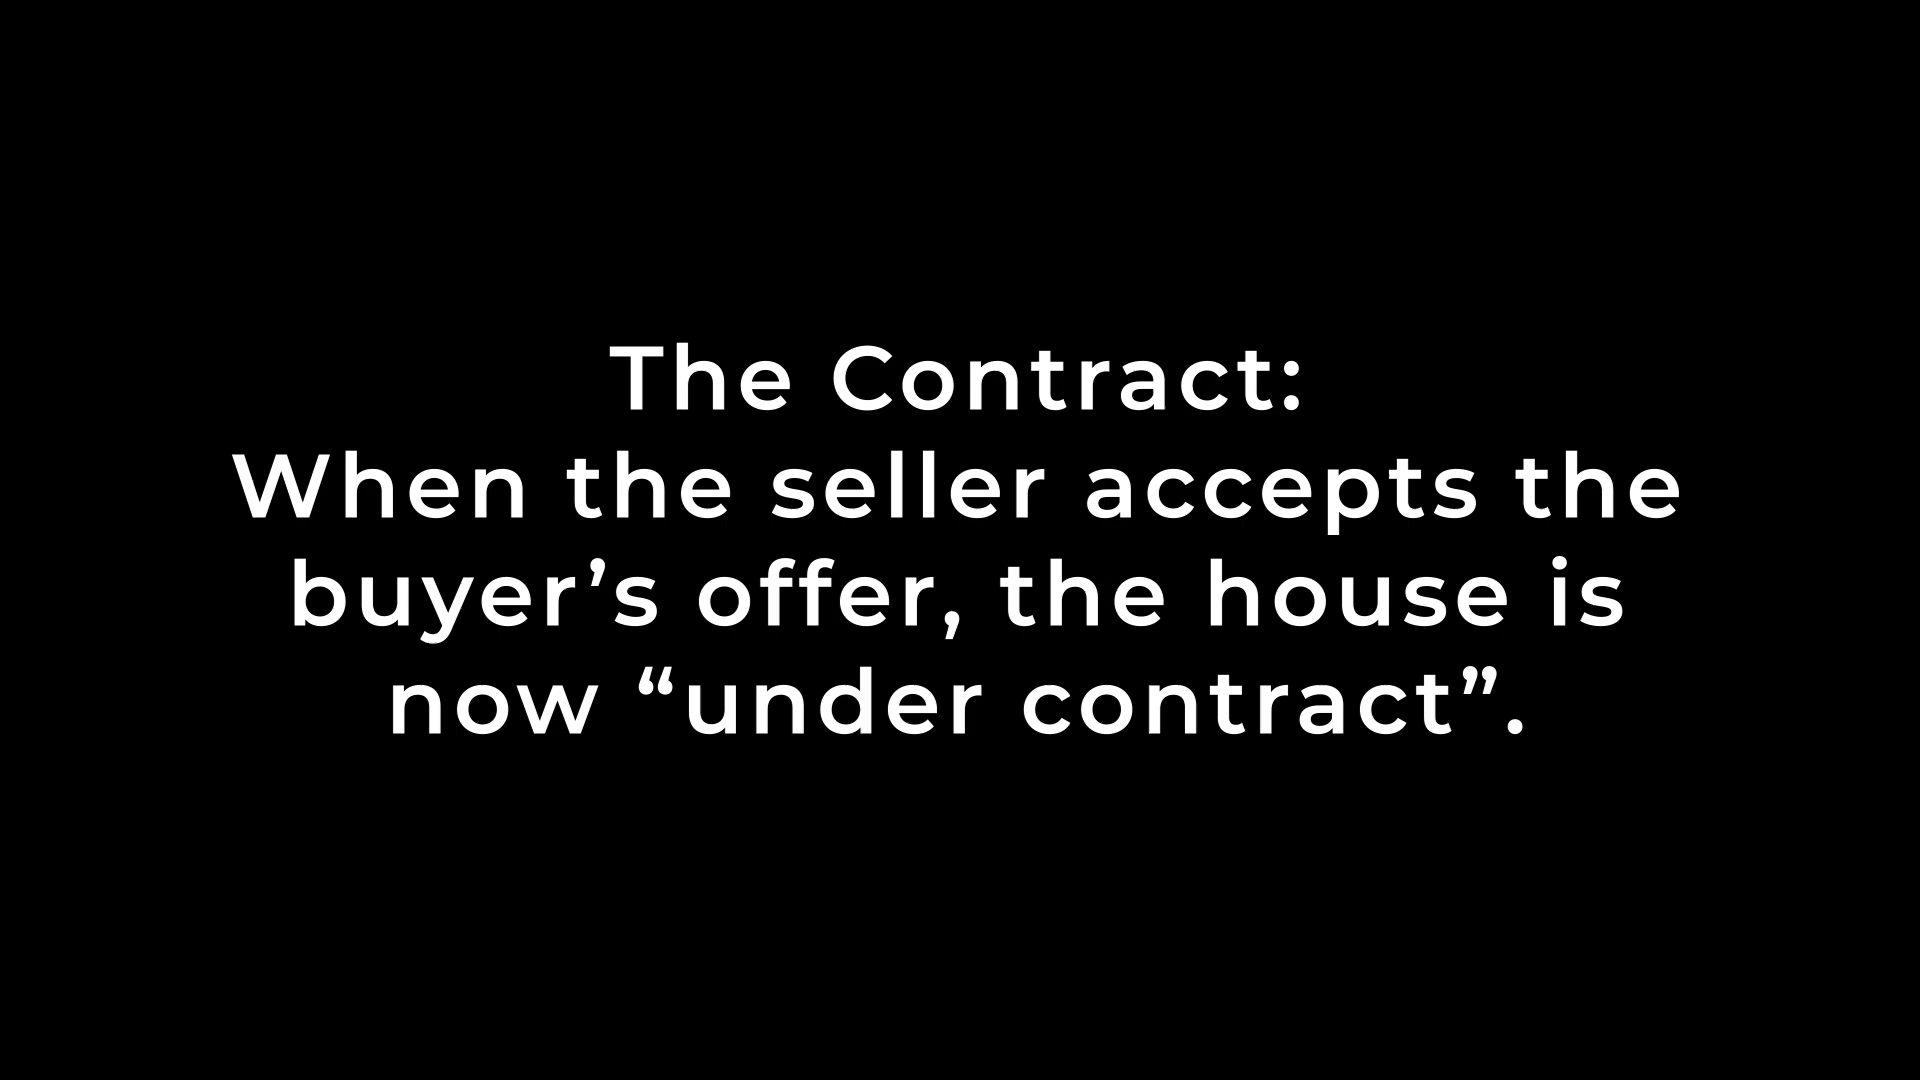 The Contract:
When the seller accepts the
buyer’s offer, the house is
now “under contract”.